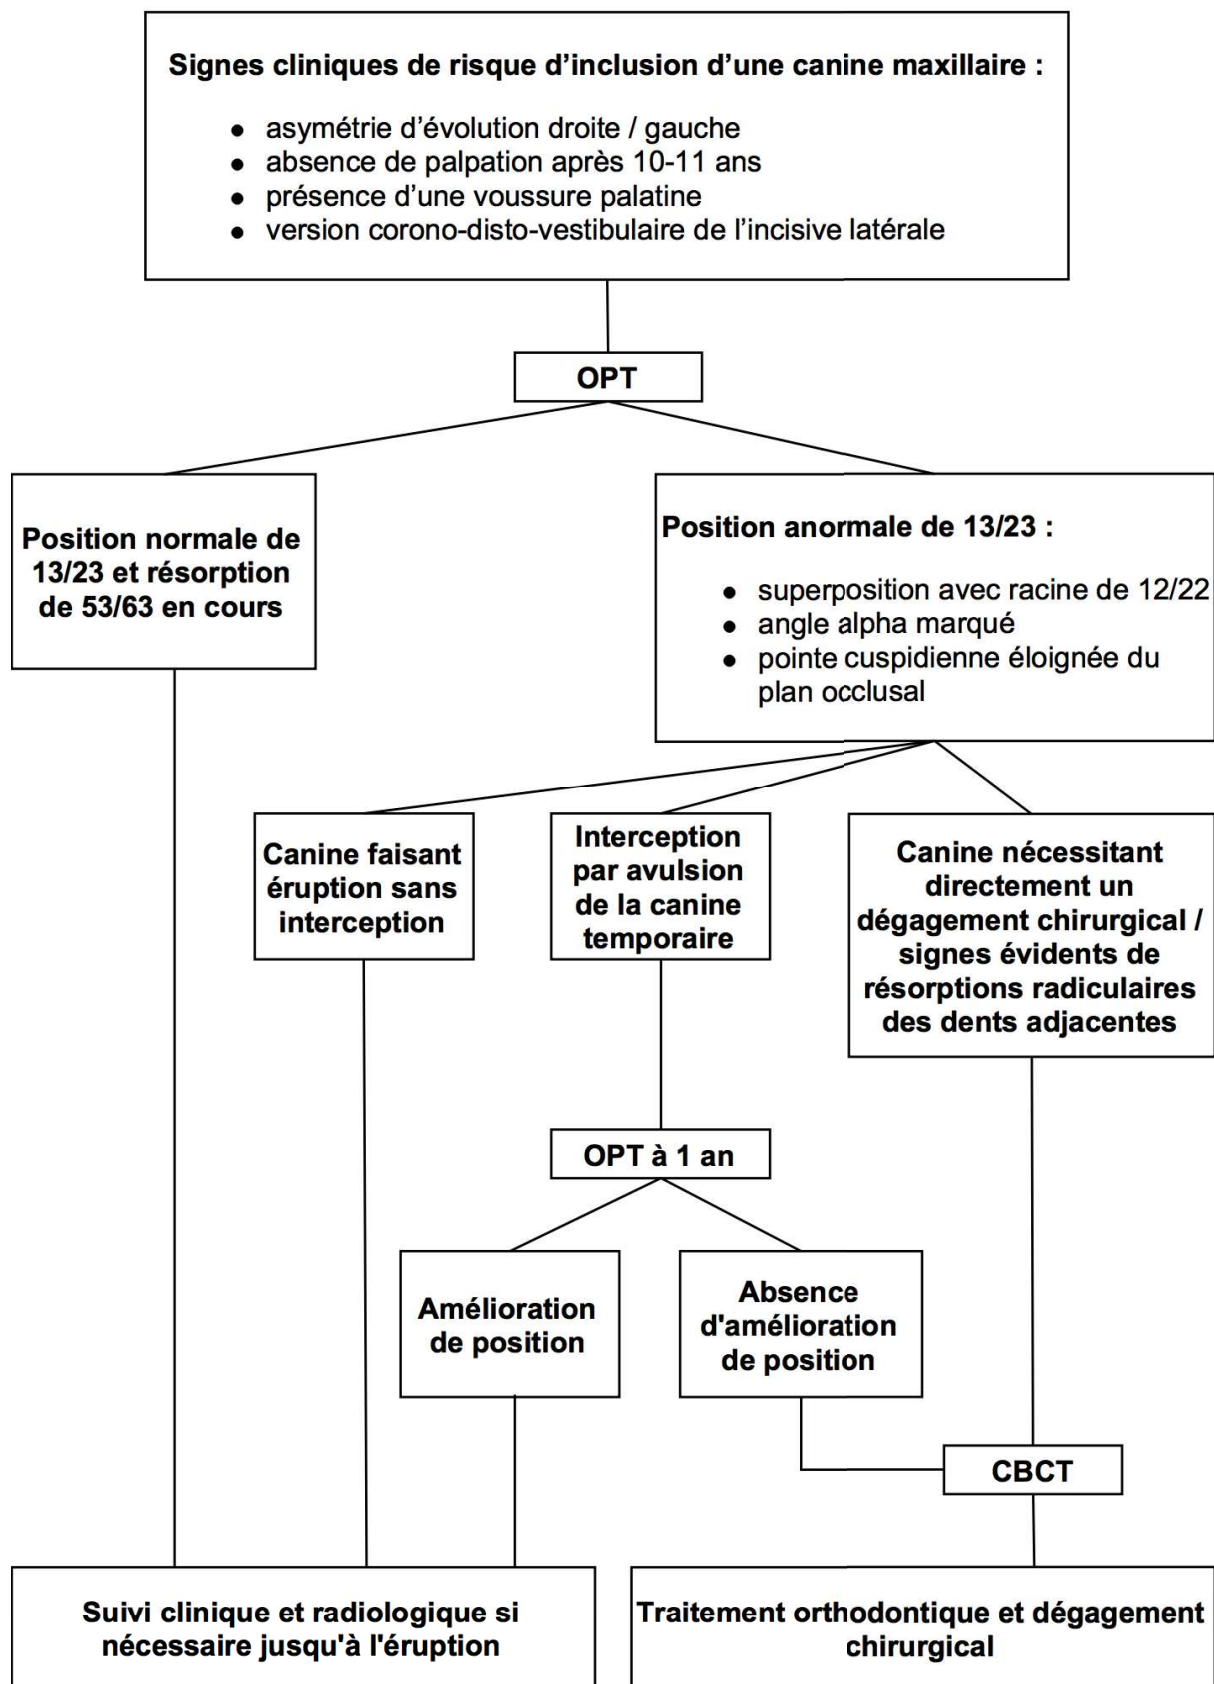 Signes cliniques de risque d’inclusion d’une canine maxillaire :
● asymétrie d’évolution droite / gauche
● absence de palpation après 10-11 ans
● présence d’une voussure palatine
● version corono-disto-vestibulaire de l’incisive latérale
OPT
Position normale de
13/23 et résorption
de 53/63 en cours
Position anormale de 13/23 :
● superposition avec racine de 12/22
● angle alpha marqué
● pointe cuspidienne éloignée du
plan occlusal
Canine faisant
éruption sans
interception
Interception
par avulsion
de la canine
temporaire
Canine nécessitant
directement un
dégagement chirurgical /
signes évidents de
résorptions radiculaires
des dents adjacentes
OPT à 1 an
Amélioration
de position
Absence
d'amélioration
de position
CBCT
Suivi clinique et radiologique si
nécessaire jusqu'à l'éruption
Traitement orthodontique et dégagement
chirurgical